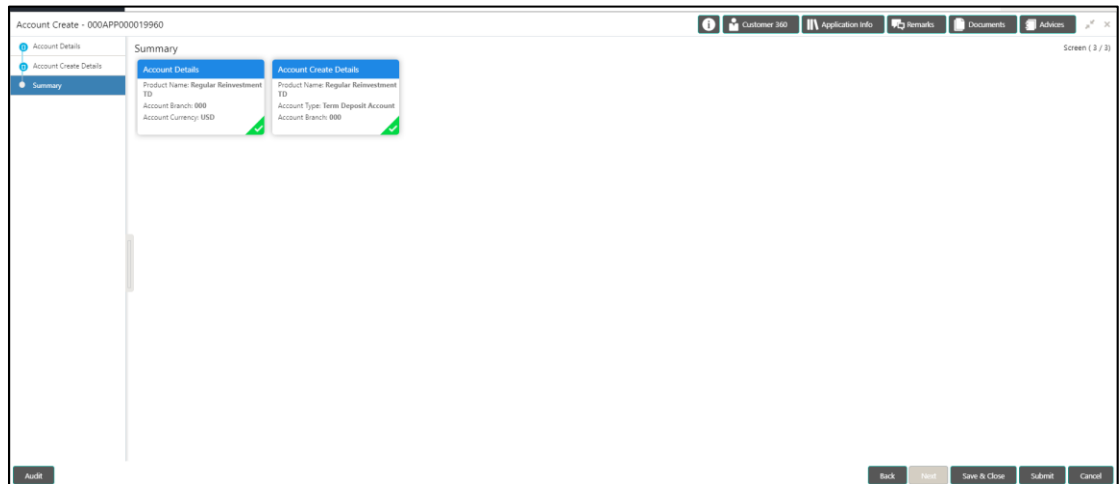 Account Create - 000APP000019960
Customer 360
Application Info
Remarks
Documents
Advices
Account Details
Account Create Details
Summary
Summary
Screen ( 3 / 3)
Account Details
Product Name: Regular Reinvestment
TD
Account Branch: 000
Account Currency: USD
Account Create Details
Product Name: Regular Reinvestment
TD
Account Type: Term Deposit Account
Account Branch: 000
Audit
Back
Next
Save & Close
Submit
Cancel